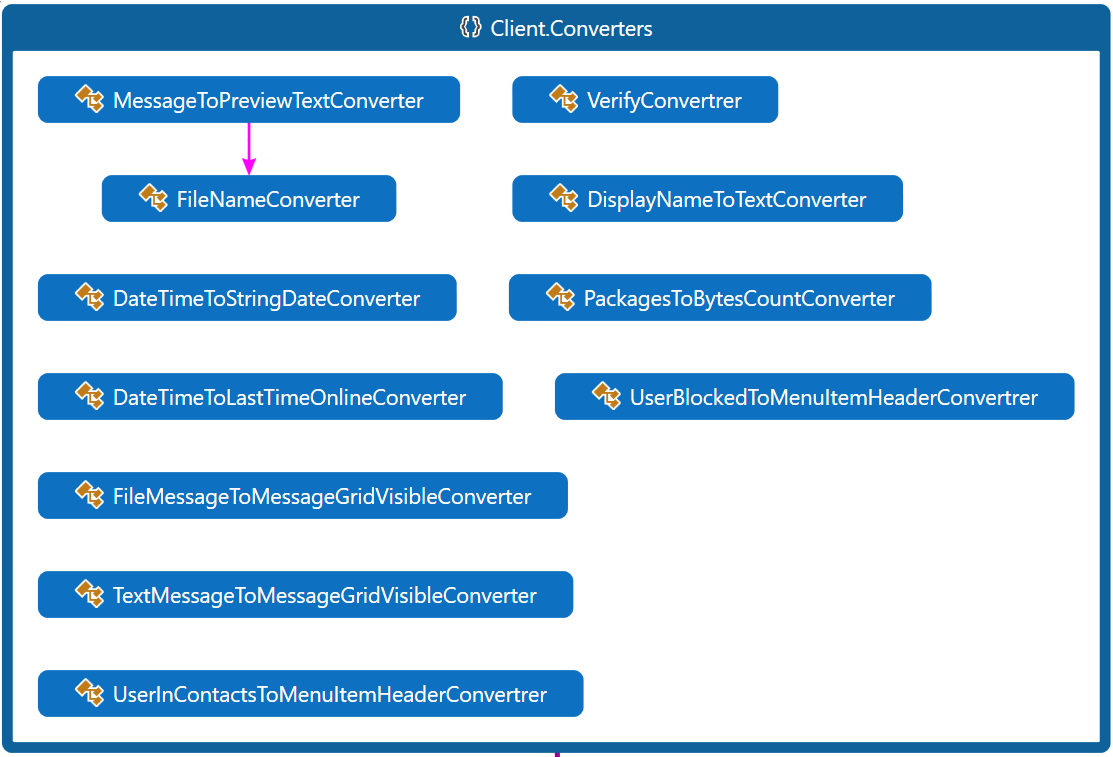 Client.Converters
MessageToPreviewTextConverter
VerifyConvertrer
FileNameConverter
DisplayNameToTextConverter
DateTimeToStringDateConverter
PackagesToBytesCountConverter
DateTimeToLastTimeOnlineConverter
UserBlockedToMenuItemHeaderConvertrer
FileMessageToMessageGridVisibleConverter
TextMessageToMessageGridVisibleConverter
UserInContactsToMenuItemHeaderConvertrer